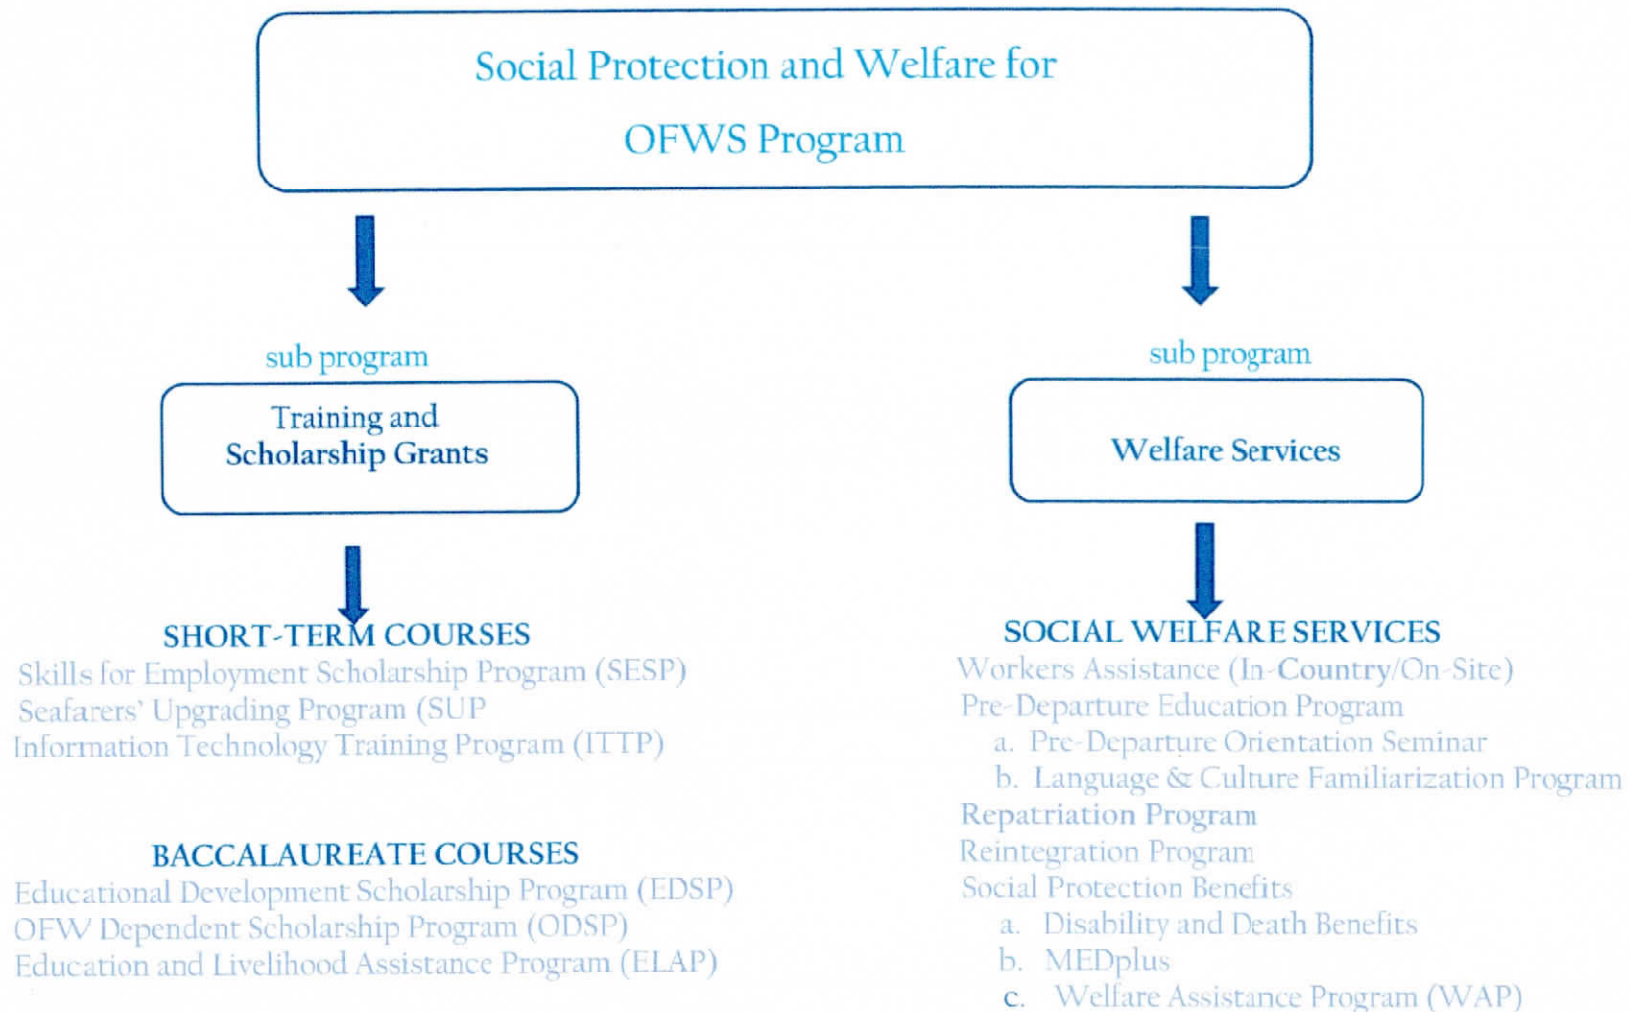 Social Protection and Welfare for
OFWS Program
sub program
Training and
Scholarship Grants
SHORT-TERM COURSES
Skills for Employment Scholarship Program (SESP)
Seafarers' Upgrading Program (SUP
Information Technology Training Program (ITTP)
BACCALAUREATE COURSES
Educational Development Scholarship Program (EDSP)
OFW Dependent Scholarship Program (ODSP)
Education and Livelihood Assistance Program (ELAP)
sub program
Welfare Services
SOCIAL WELFARE SERVICES
Workers Assistance (In-Country/On-Site)
Pre-Departure Education Program
a. Pre-Departure Orientation Seminar
b. Language & Culture Familiarization Program
Repatriation Program
Reintegration Program
Social Protection Benefits
a. Disability and Death Benefits
b. MEDplus
c. Welfare Assistance Program (WAP)